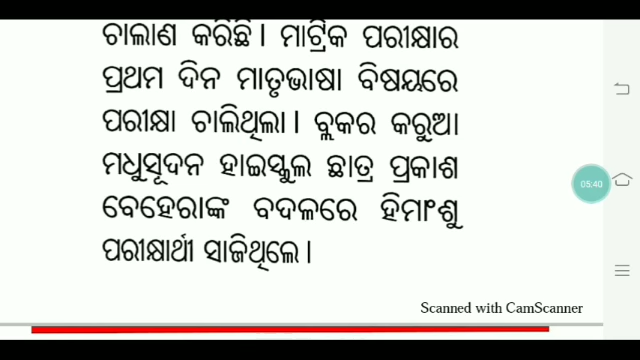 ଚାଲାଣ କରିଛି। ମାଟ୍ରିକ ପରୀକ୍ଷାର
ପ୍ରଥମ ଦିନ ମାତୃଭାଷା ବିଷୟରେ
ପରୀକ୍ଷା ଚାଲିଥିଲା। ବ୍ଲକର କରୁଆ
ମଧୁସୂଦନ ହାଇସ୍କୁଲ ଛାତ୍ର ପ୍ରକାଶ
ବେହେରାଙ୍କ ବଦଳରେ ହିମାଂଶୁ
ପରୀକ୍ଷାର୍ଥୀ ସାଜିଥିଲେ।
05:40
Scanned with CamScanner